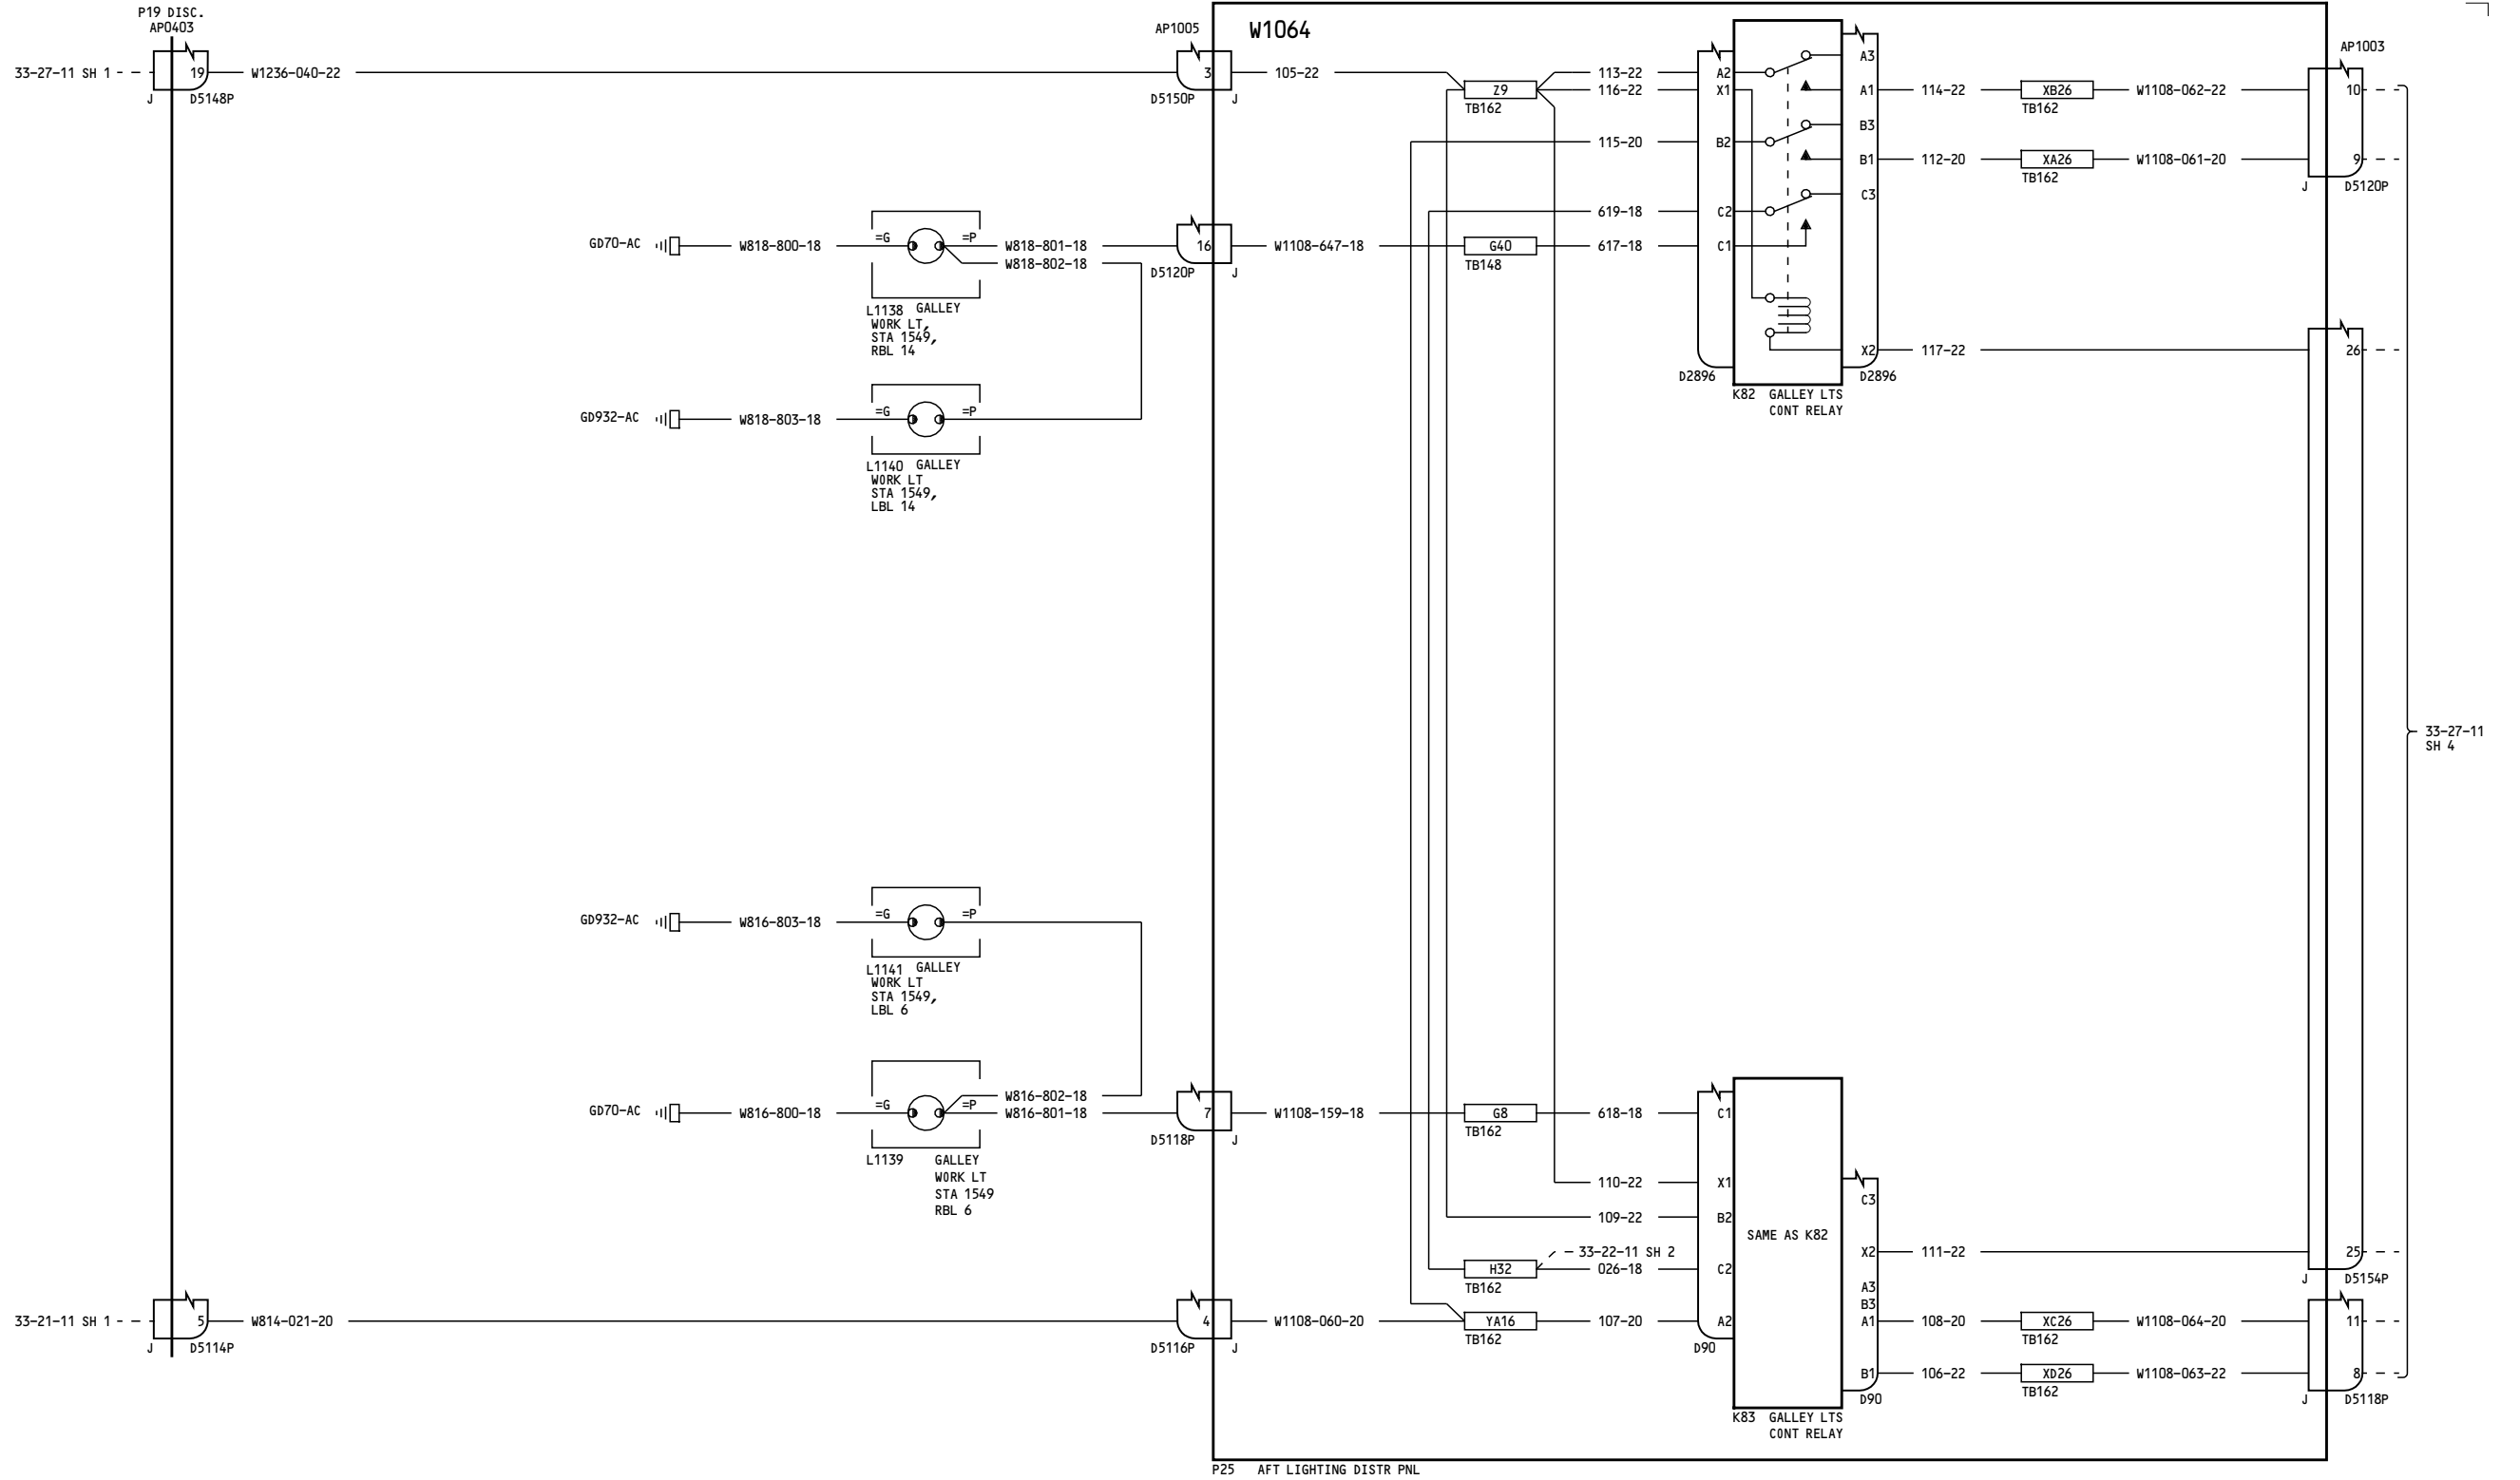 P19 DISC.
AP0403
33-27-11 SH 1
19
J
D5148P
W1236-040-22
AP1005
3
D5150P
J
W1064
105-22
Z9
TB162
113-22
116-22
115-20
619-18
617-18
A2
X1
B2
C2
C1
A3
A1
B3
B1
C3
X2
D2896
D2896
K82 GALLEY LTS
CONT RELAY
114-22
XB26
TB162
W1108-062-22
112-20
XA26
TB162
W1108-061-20
117-22
AP1003
10
9
J
D5120P
26
GD70-AC
W818-800-18
=G
=P
W818-801-18
W818-802-18
L1138 GALLEY
WORK LT,
STA 1549,
RBL 14
16
D5120P
J
W1108-647-18
G40
TB148
GD932-AC
W818-803-18
=G
=P
L1140 GALLEY
WORK LT
STA 1549,
LBL 14
33-27-11
SH 4
GD932-AC
W816-803-18
=G
=P
L1141 GALLEY
WORK LT
STA 1549,
LBL 6
GD70-AC
W816-800-18
=G
=P
W816-802-18
W816-801-18
L1139
GALLEY
WORK LT
STA 1549
RBL 6
7
D5118P
J
W1108-159-18
G8
TB162
618-18
110-22
109-22
33-22-11 SH 2
H32
TB162
026-18
C1
X1
B2
C2
A2
D90
SAME AS K82
C3
X2
A3
B3
A1
B1
D90
K83 GALLEY LTS
CONT RELAY
111-22
25
J
D5154P
33-21-11 SH 1
5
J
D5114P
W814-021-20
4
D5116P
J
W1108-060-20
YA16
TB162
107-20
108-20
XC26
TB162
W1108-064-20
11
106-22
XD26
TB162
W1108-063-22
8
J
D5118P
P25 AFT LIGHTING DISTR PNL